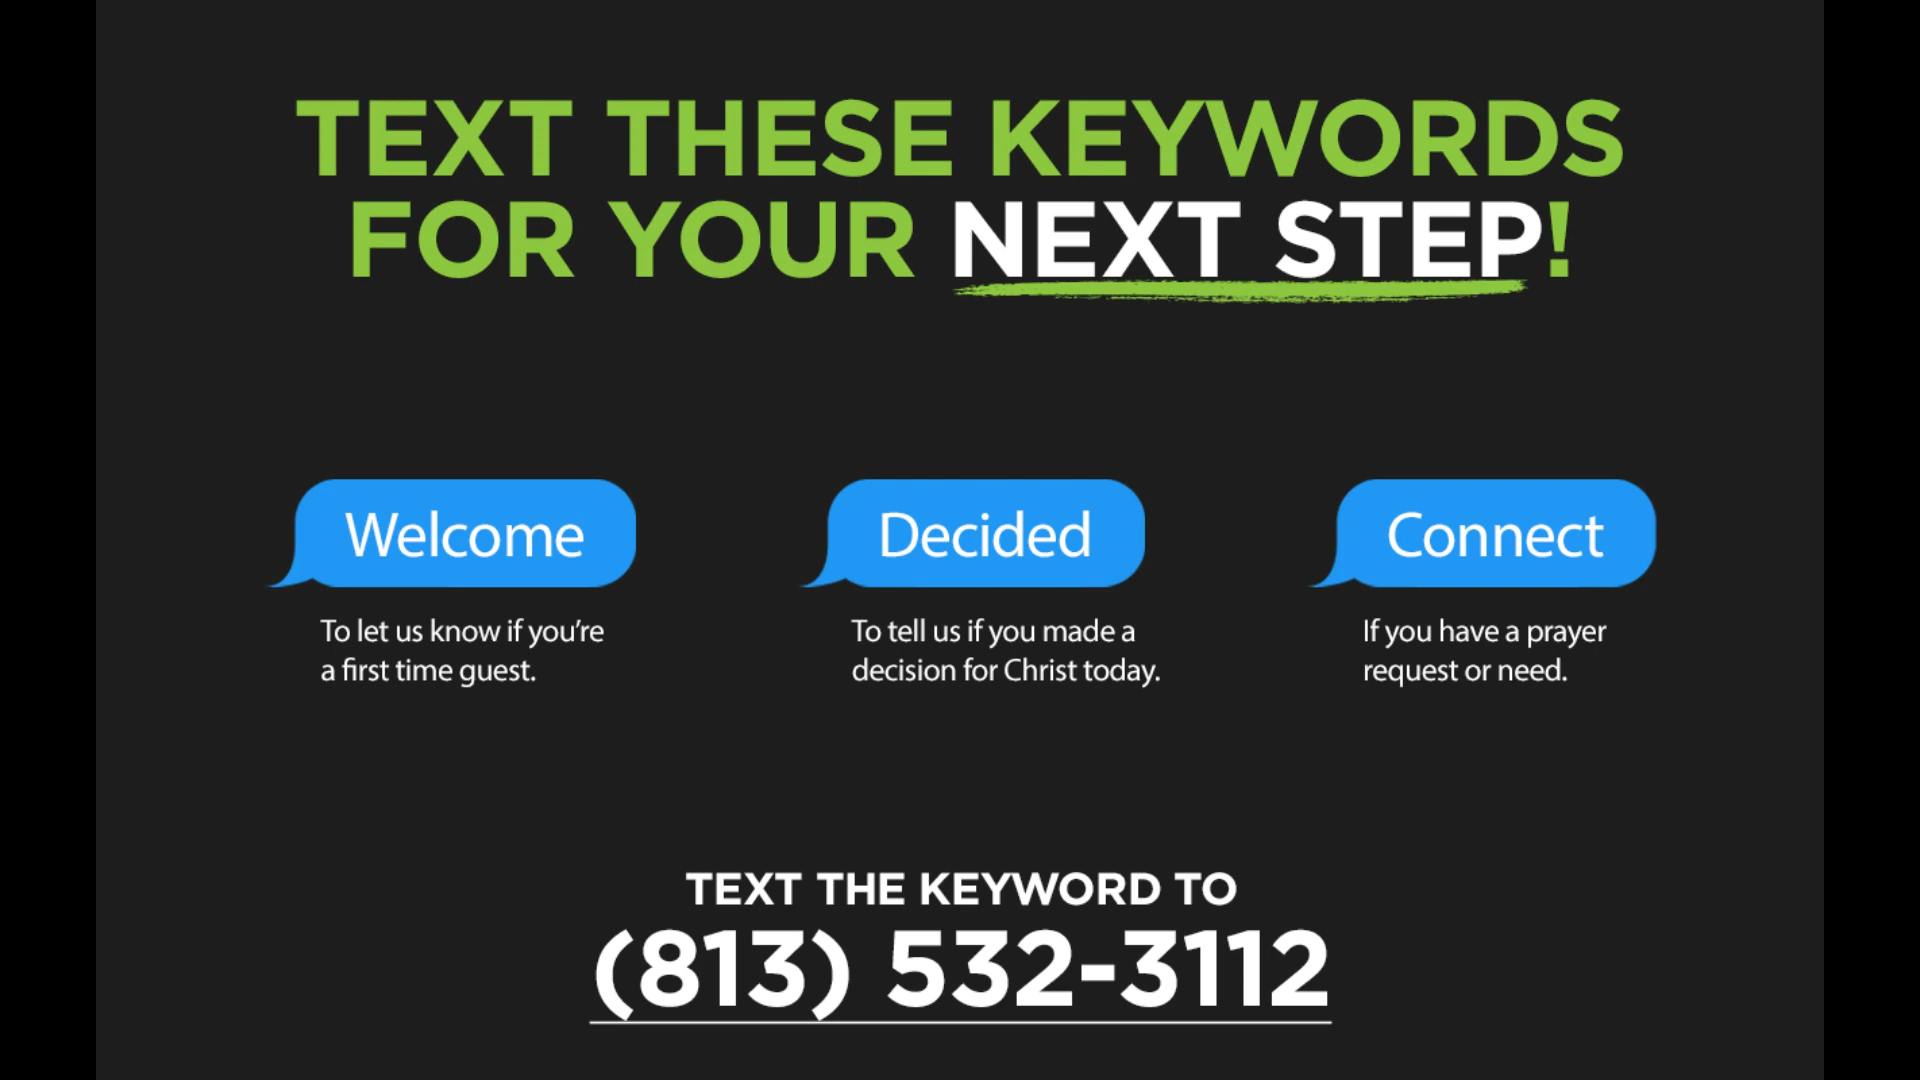 TEXT THESE KEYWORDS
FOR YOUR NEXT STEP!
Welcome
To let us know if you're
a first time guest.
Decided
To tell us if you made a
decision for Christ today.
Connect
If you have a prayer
request or need.
TEXT THE KEYWORD TO
(813) 532-3112